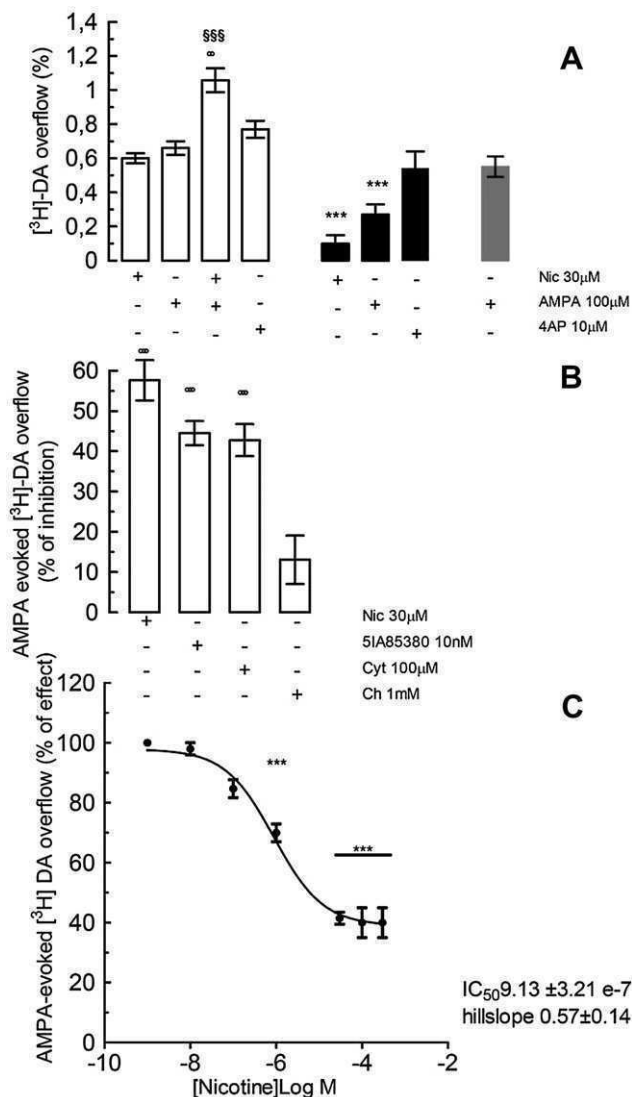 A
[³H]-DA overflow (%)
1,4
1,2
1
0,8
0,6
0,4
0,2
0
§§§
∞
***
***
+ - + - + - - - Nic 30µM
- + + - - + - + AMPA 100µM
- - - + - - + - 4AP 10µM
B
AMPA evoked [³H]-DA overflow
(% of inhibition)
60
50
40
30
20
10
0
+ - - - Nic 30µM
- + - - 5IA85380 10nM
- - + - Cyt 100µM
- - - + Ch 1mM
C
AMPA-evoked [³H] DA overflow (% of effect)
120
100
80
60
40
20
0
***
***
IC₅₀9.13 ±3.21 e-7
hillslope 0.57±0.14
-10 -8 -6 -4 -2
[Nicotine]Log M